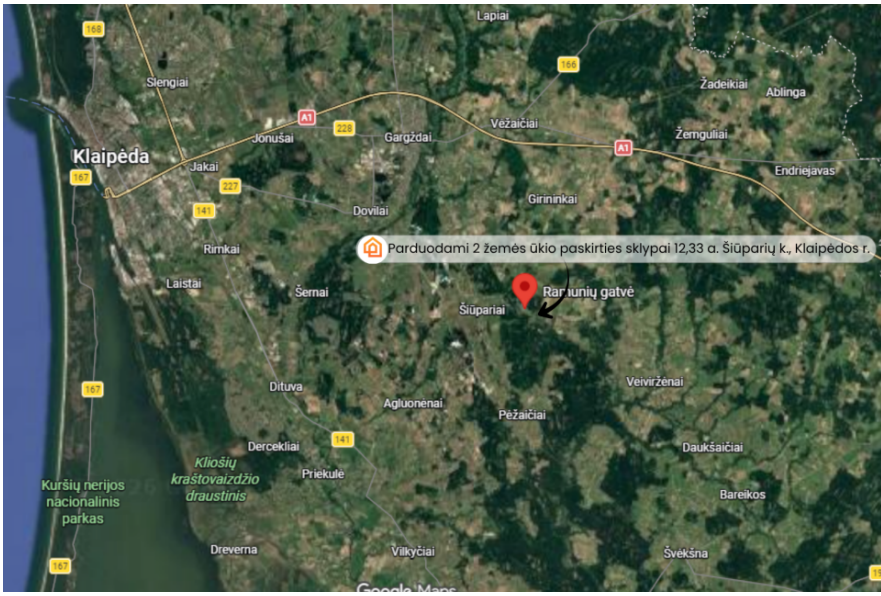 Lapiai
168
166
Slengiai
Žadeikiai
Ablinga
A1
Jonušai
228
Vėžaičiai
Gargždai
A1
Žemguliai
Klaipėda
167
Jakai
Endriejavas
227
141
Dovilai
Girininkai
Rimkai
Parduodami 2 žemės ūkio paskirties sklypai 12,33 a. Šiūparių k., Klaipėdos r.
Laistai
Šernai
Ramunių gatvė
Šiūpariai
167
Dituva
Agluonėnai
Veiviržėnai
Pėžaičiai
141
Dercekliai
Daukšaičiai
Kliošių
kraštovaizdžio
draustinis
Priekulė
Kuršių nerijos
nacionalinis
parkas
Bareikos
Dreverna
Vilkyčiai
Švėkšna
167
Google Maps